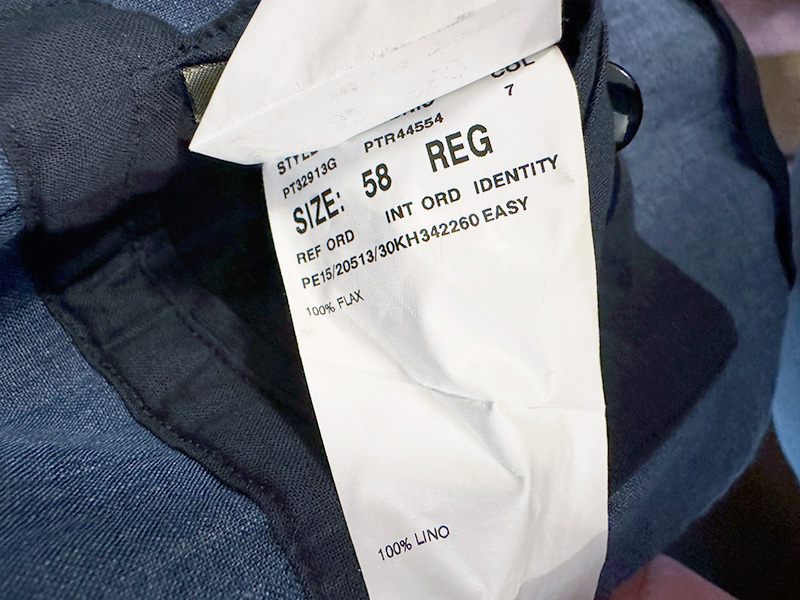 STYLE COL
PT32913G PTR44554 7
SIZE: 58 REG
REF ORD INT ORD IDENTITY
PE15/20513/30KH342260 EASY
100% FLAX
100% LINO